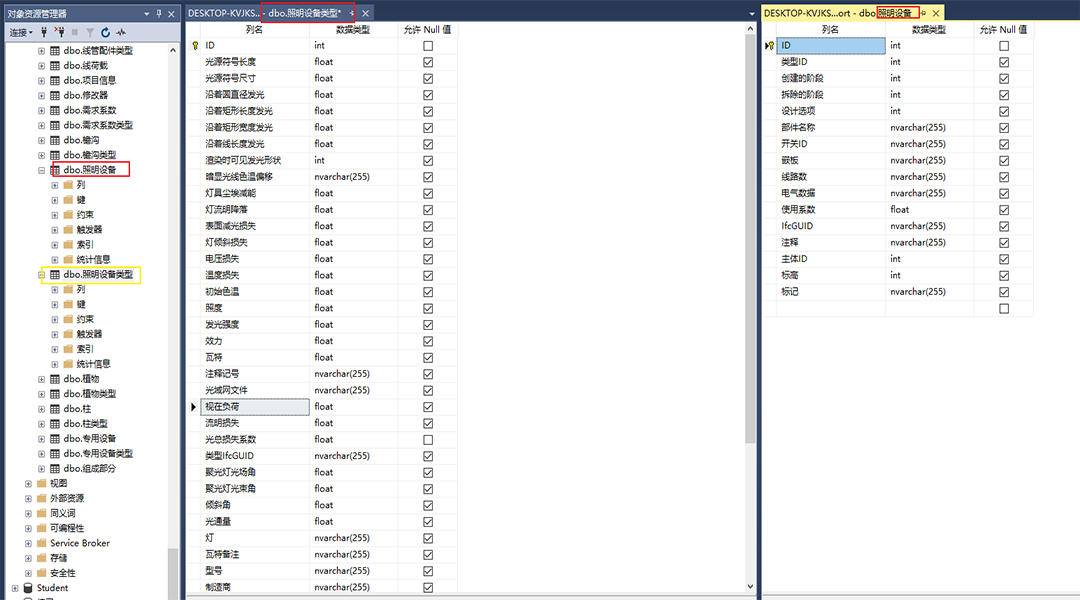 对象资源管理器
连接
dbo.线管配件类型
dbo.线荷载
dbo.项目信息
dbo.修改器
dbo.需求系数
dbo.需求系数类型
dbo.檐沟
dbo.檐沟类型
dbo.照明设备
列
键
约束
触发器
索引
统计信息
dbo.照明设备类型
列
键
约束
触发器
索引
统计信息
dbo.植物
dbo.植物类型
dbo.柱
dbo.柱类型
dbo.专用设备
dbo.专用设备类型
dbo.组成部分
视图
外部资源
同义词
可编程性
Service Broker
存储
安全性
Student
DESKTOP-KVJKS... - dbo.照明设备类型*
列名 数据类型 允许 Null 值
ID int
光源符号长度 float
光源符号尺寸 float
沿着圆直径发光 float
沿着矩形长度发光 float
沿着矩形宽度发光 float
沿着线长度发光 float
渲染时可见发光形状 int
暗显光线色温偏移 nvarchar(255)
灯具尘埃减能 float
灯流明降落 float
表面减光损失 float
灯倾斜损失 float
电压损失 float
温度损失 float
初始色温 float
照度 float
发光强度 float
效力 float
瓦特 float
注释记号 nvarchar(255)
光域网文件 nvarchar(255)
视在负荷 float
流明损失 float
光总损失系数 float
类型IfcGUID nvarchar(255)
聚光灯光场角 float
聚光灯光束角 float
倾斜角 float
光通量 float
灯 nvarchar(255)
瓦特备注 nvarchar(255)
型号 nvarchar(255)
制造商 nvarchar(255)
DESKTOP-KVJKS...ort - dbo.照明设备
列名 数据类型 允许 Null 值
ID int
类型ID int
创建的阶段 int
拆除的阶段 int
设计选项 int
部件名称 nvarchar(255)
开关ID nvarchar(255)
嵌板 nvarchar(255)
线路数 nvarchar(255)
电气数据 nvarchar(255)
使用系数 float
IfcGUID nvarchar(255)
注释 nvarchar(255)
主体ID int
标高 int
标记 nvarchar(255)